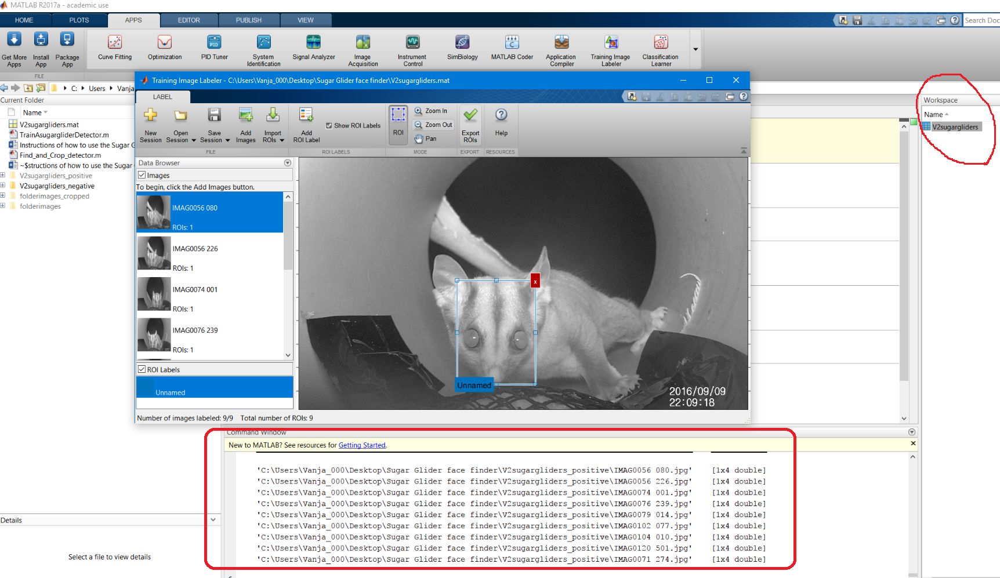 MATLAB R2017a - academic use
HOME PLOTS APPS EDITOR PUBLISH VIEW
Search Doc
Get More Apps
Install App
Package App
Curve Fitting
Optimization
PID Tuner
System Identification
Signal Analyzer
Image Acquisition
Instrument Control
SimBiology
MATLAB Coder
Application Compiler
Training Image Labeler
Classification Learner
FILE
C: Users Vanja
Current Folder
Name
V2sugargliders.mat
TrainAsugargliderDetector.m
Instructions of how to use the Sugar G
Find_and_Crop_detector.m
~$structions of how to use the Sugar
V2sugargliders_positive
V2sugargliders_negative
folderimages_cropped
folderimages
Details
Select a file to view details
Training Image Labeler - C:\Users\Vanja_000\Desktop\Sugar Glider face finder\V2sugargliders.mat
LABEL
New Session
Open Session
Save Session
Add Images
Import ROIs
Add ROI Label
Show ROI Labels
ROI
Zoom In
Zoom Out
Pan
Export ROIs
Help
FILE ROI LABELS MODE EXPORT RESOURCES
Data Browser
Images
To begin, click the Add Images button.
IMAG0056 080
ROIs: 1
IMAG0056 226
ROIs: 1
IMAG0074 001
ROIs: 1
IMAG0076 239
ROIs: 1
ROI Labels
Unnamed
x
Unnamed
2016/09/09
22:09:18
Number of images labeled: 9/9 Total number of ROIs: 9
Workspace
Name
V2sugargliders
Command Window
New to MATLAB? See resources for Getting Started.
'C:\Users\Vanja_000\Desktop\Sugar Glider face finder\V2sugargliders_positive\IMAG0056 080.jpg' [1x4 double]
'C:\Users\Vanja_000\Desktop\Sugar Glider face finder\V2sugargliders_positive\IMAG0056 226.jpg' [1x4 double]
'C:\Users\Vanja_000\Desktop\Sugar Glider face finder\V2sugargliders_positive\IMAG0074 001.jpg' [1x4 double]
'C:\Users\Vanja_000\Desktop\Sugar Glider face finder\V2sugargliders_positive\IMAG0076 239.jpg' [1x4 double]
'C:\Users\Vanja_000\Desktop\Sugar Glider face finder\V2sugargliders_positive\IMAG0079 014.jpg' [1x4 double]
'C:\Users\Vanja_000\Desktop\Sugar Glider face finder\V2sugargliders_positive\IMAG0102 077.jpg' [1x4 double]
'C:\Users\Vanja_000\Desktop\Sugar Glider face finder\V2sugargliders_positive\IMAG0104 010.jpg' [1x4 double]
'C:\Users\Vanja_000\Desktop\Sugar Glider face finder\V2sugargliders_positive\IMAG0120 501.jpg' [1x4 double]
'C:\Users\Vanja_000\Desktop\Sugar Glider face finder\V2sugargliders_positive\IMAG0071 274.jpg' [1x4 double]